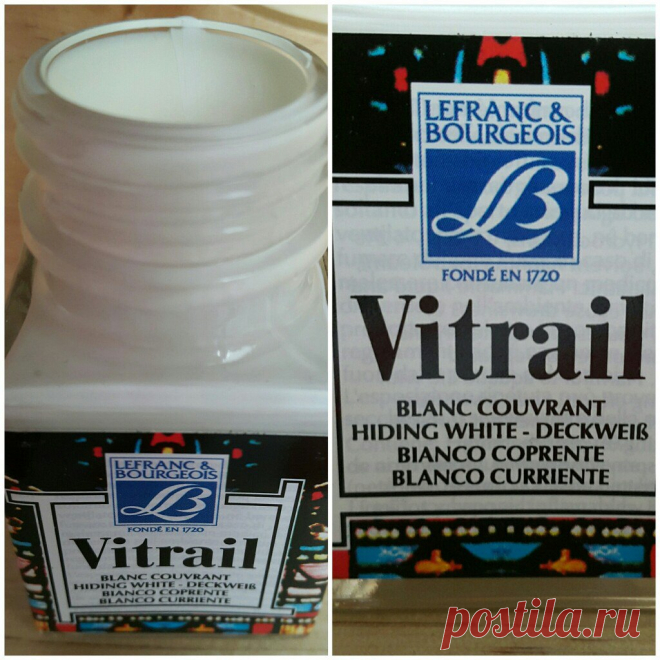 LEFRANC &
BOURGEOIS
LB
FONDÉ EN 1720
Vitrail
BLANC COUVRANT
HIDING WHITE - DECKWEIß
BIANCO COPRENTE
BLANCO CURRIENTE
LEFRANC &
BOURGEOIS
LB
FONDÉ EN 1720
Vitrail
BLANC COUVRANT
HIDING WHITE - DECKWEIß
BIANCO COPRENTE
BLANCO CURRIENTE
postila.ru